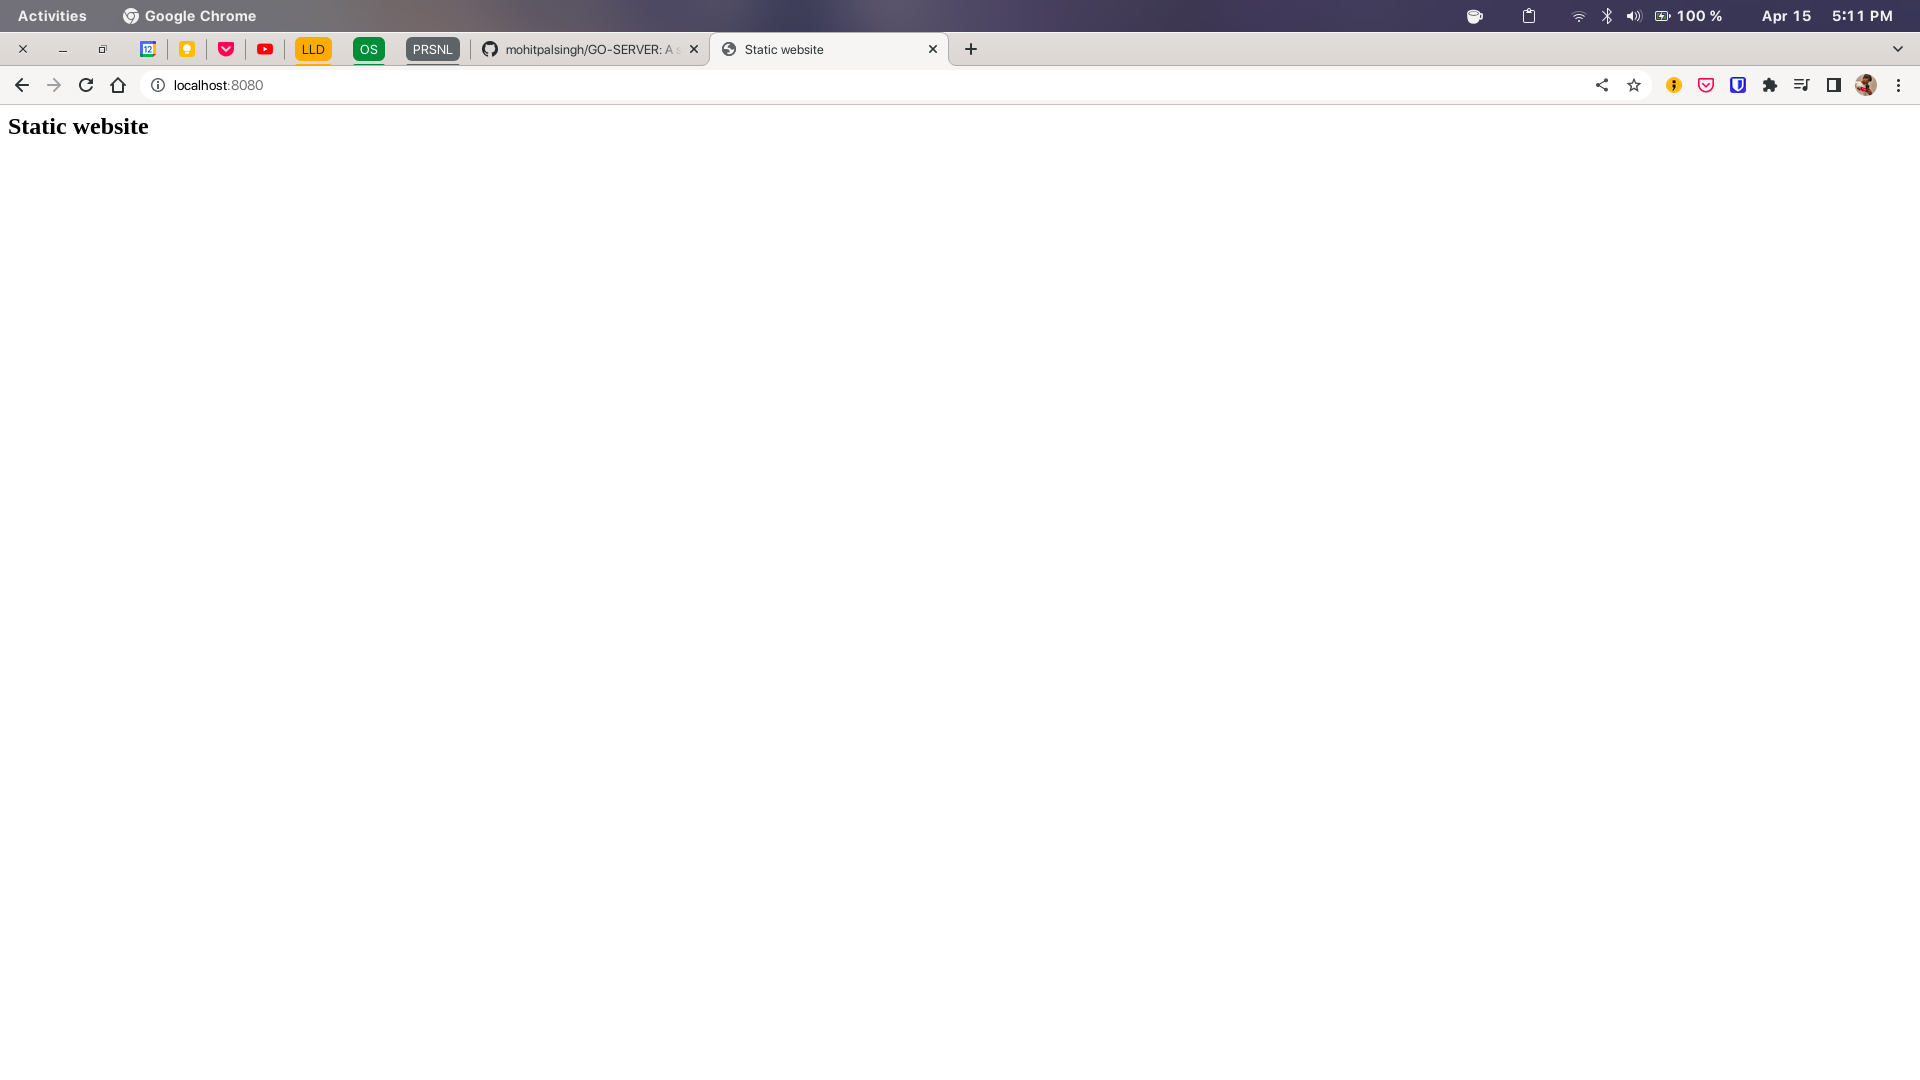 Activities Google Chrome 100 % Apr 15 5:11 PM
12 LLD OS PRSNL mohitpalsingh/GO-SERVER: A s Static website
localhost:8080
Static website